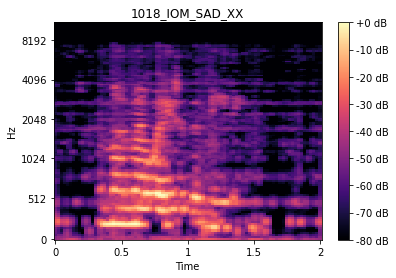 1018_IOM_SAD_XX
Hz
8192
4096
2048
1024
512
0
0
0.5
1
1.5
2
Time
+0 dB
-10 dB
-20 dB
-30 dB
-40 dB
-50 dB
-60 dB
-70 dB
-80 dB